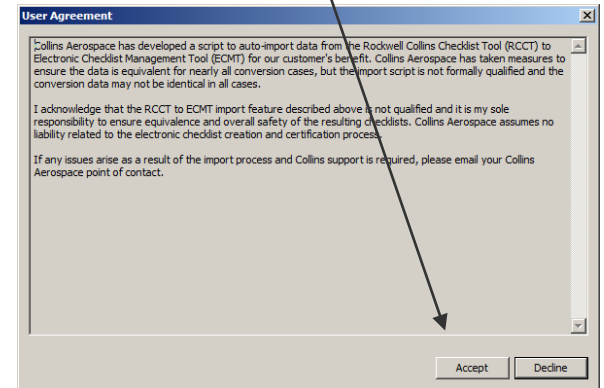 User Agreement
Collins Aerospace has developed a script to auto-import data from the Rockwell Collins Checklist Tool (RCCT) to
Electronic Checklist Management Tool (ECMT) for our customer's benefit. Collins Aerospace has taken measures to
ensure the data is equivalent for nearly all conversion cases, but the import script is not formally qualified and the
conversion data may not be identical in all cases.
I acknowledge that the RCCT to ECMT import feature described above is not qualified and it is my sole
responsibility to ensure equivalence and overall safety of the resulting checklists. Collins Aerospace assumes no
liability related to the electronic checklist creation and certification process.
If any issues arise as a result of the import process and Collins support is required, please email your Collins
Aerospace point of contact.
Accept Decline